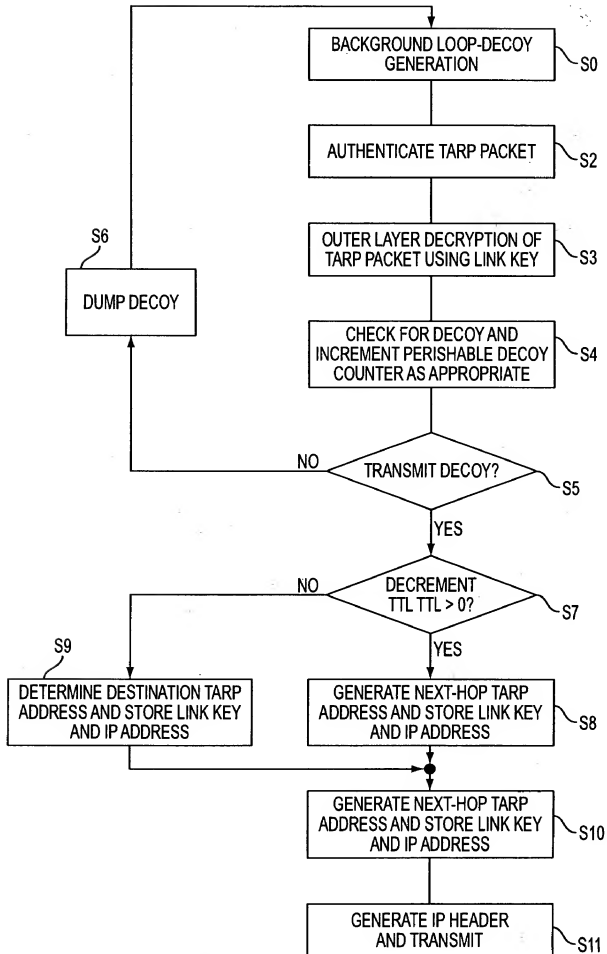 BACKGROUND LOOP-DECOY
GENERATION
S0
AUTHENTICATE TARP PACKET
S2
OUTER LAYER DECRYPTION OF
TARP PACKET USING LINK KEY
S3
S6
DUMP DECOY
CHECK FOR DECOY AND
INCREMENT PERISHABLE DECOY
COUNTER AS APPROPRIATE
S4
NO
TRANSMIT DECOY?
S5
YES
NO
DECREMENT
TTL TTL > 0?
S7
YES
S9
DETERMINE DESTINATION TARP
ADDRESS AND STORE LINK KEY
AND IP ADDRESS
GENERATE NEXT-HOP TARP
ADDRESS AND STORE LINK KEY
AND IP ADDRESS
S8
GENERATE NEXT-HOP TARP
ADDRESS AND STORE LINK KEY
AND IP ADDRESS
S10
GENERATE IP HEADER
AND TRANSMIT
S11